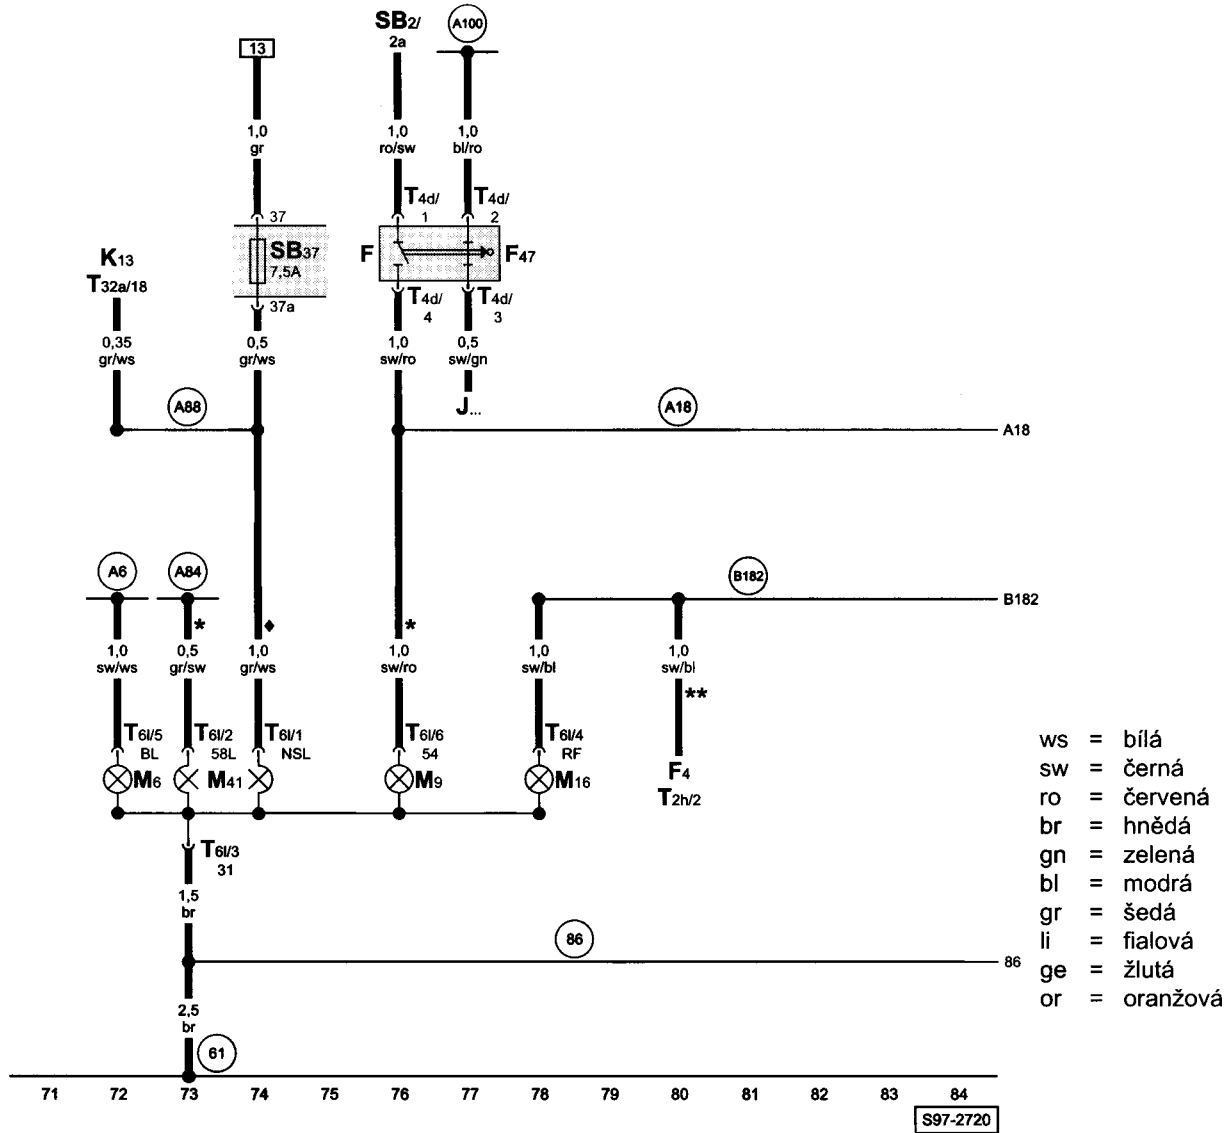 SB2/ A100
2a
13
1,0 1,0 1,0
gr ro/sw bl/ro
T4d/ T4d/
37 1 2
K13 SB37 F F47
T32a/18 7,5A
37a T4d/ T4d/
4 3
0,35 0,5 1,0 0,5
gr/ws gr/ws sw/ro sw/gn
A88 J... A18
A18
A6 A84 B182
B182
* ♦ *
1,0 0,5 1,0 1,0 1,0 1,0
sw/ws gr/sw gr/ws sw/ro sw/bl sw/bl
**
T6l/5 T6l/2 T6l/1 T6l/6 T6l/4
BL 58L NSL 54 RF
M6 M41 M9 M16 F4
T2h/2
T6l/3
31
1,5
br
86
86
2,5
br
61
71 72 73 74 75 76 77 78 79 80 81 82 83 84
S97-2720
ws = bílá
sw = černá
ro = červená
br = hnědá
gn = zelená
bl = modrá
gr = šedá
li = fialová
ge = žlutá
or = oranžová